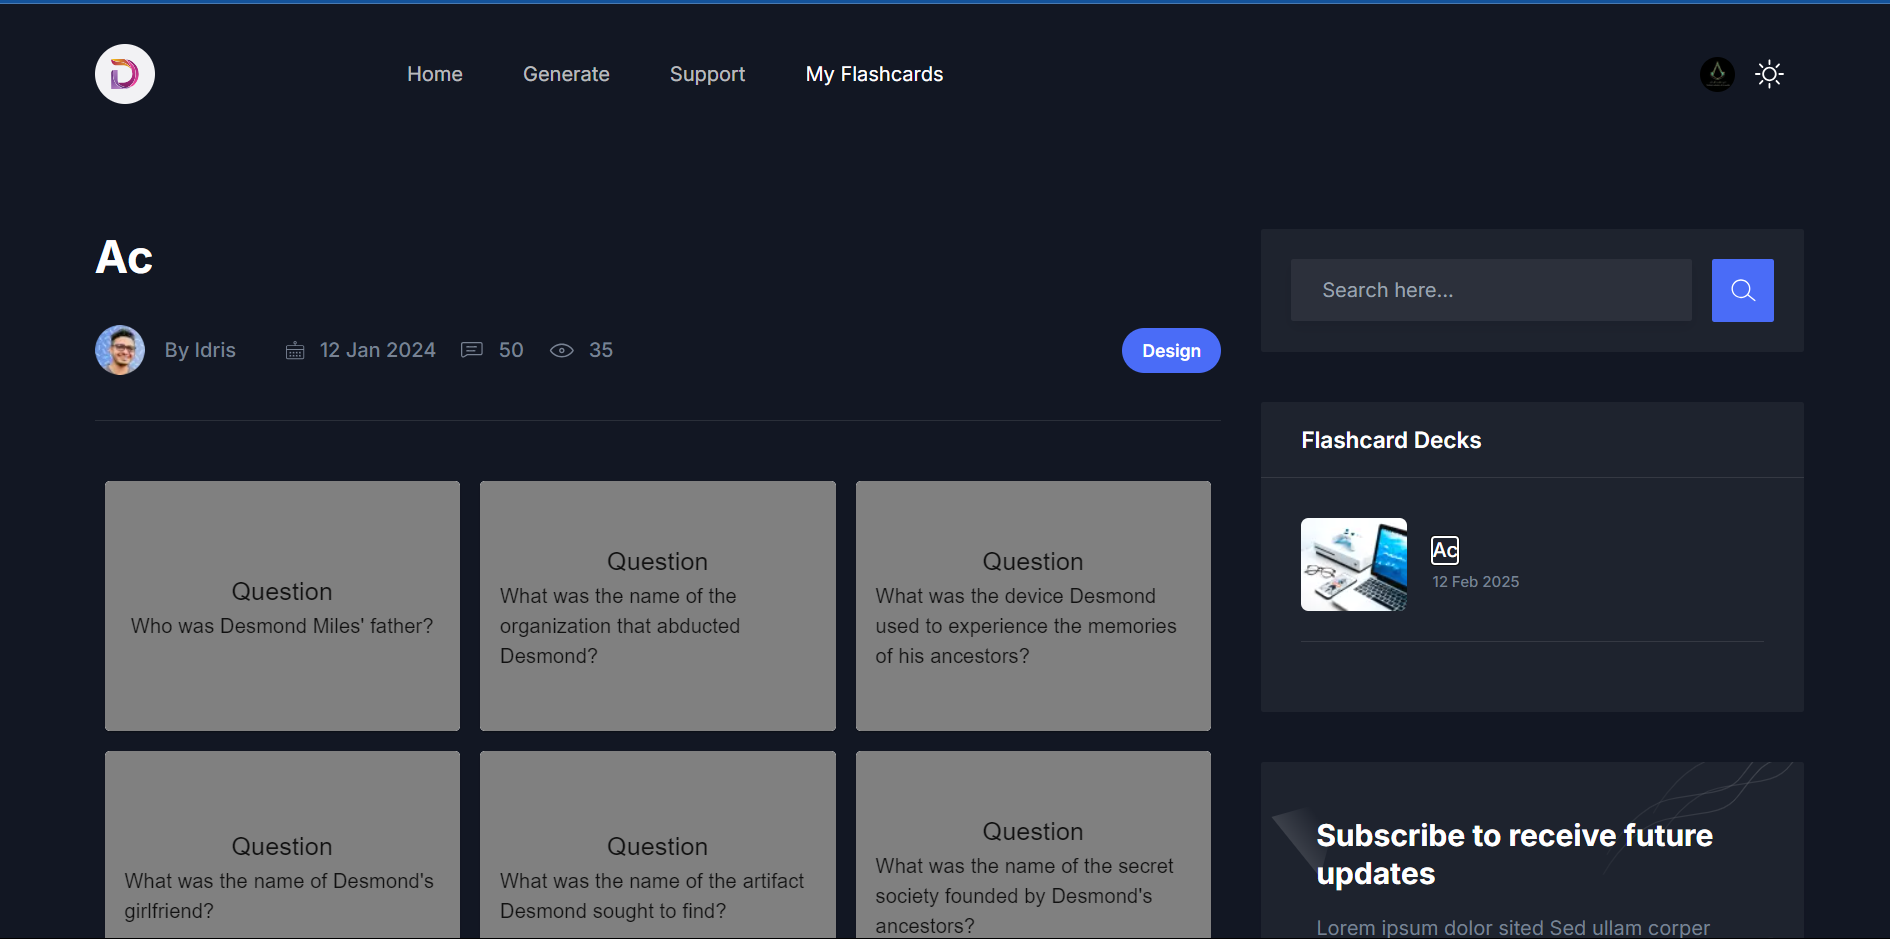 D
Home Generate Support My Flashcards
Ac
By Idris 12 Jan 2024 50 35
Design
Question
Who was Desmond Miles' father?
Question
What was the name of the
organization that abducted
Desmond?
Question
What was the device Desmond
used to experience the memories
of his ancestors?
Question
What was the name of Desmond's
girlfriend?
Question
What was the name of the artifact
Desmond sought to find?
Question
What was the name of the secret
society founded by Desmond's
ancestors?
Search here...
Flashcard Decks
Ac
12 Feb 2025
Subscribe to receive future
updates
Lorem ipsum dolor sited Sed ullam corper